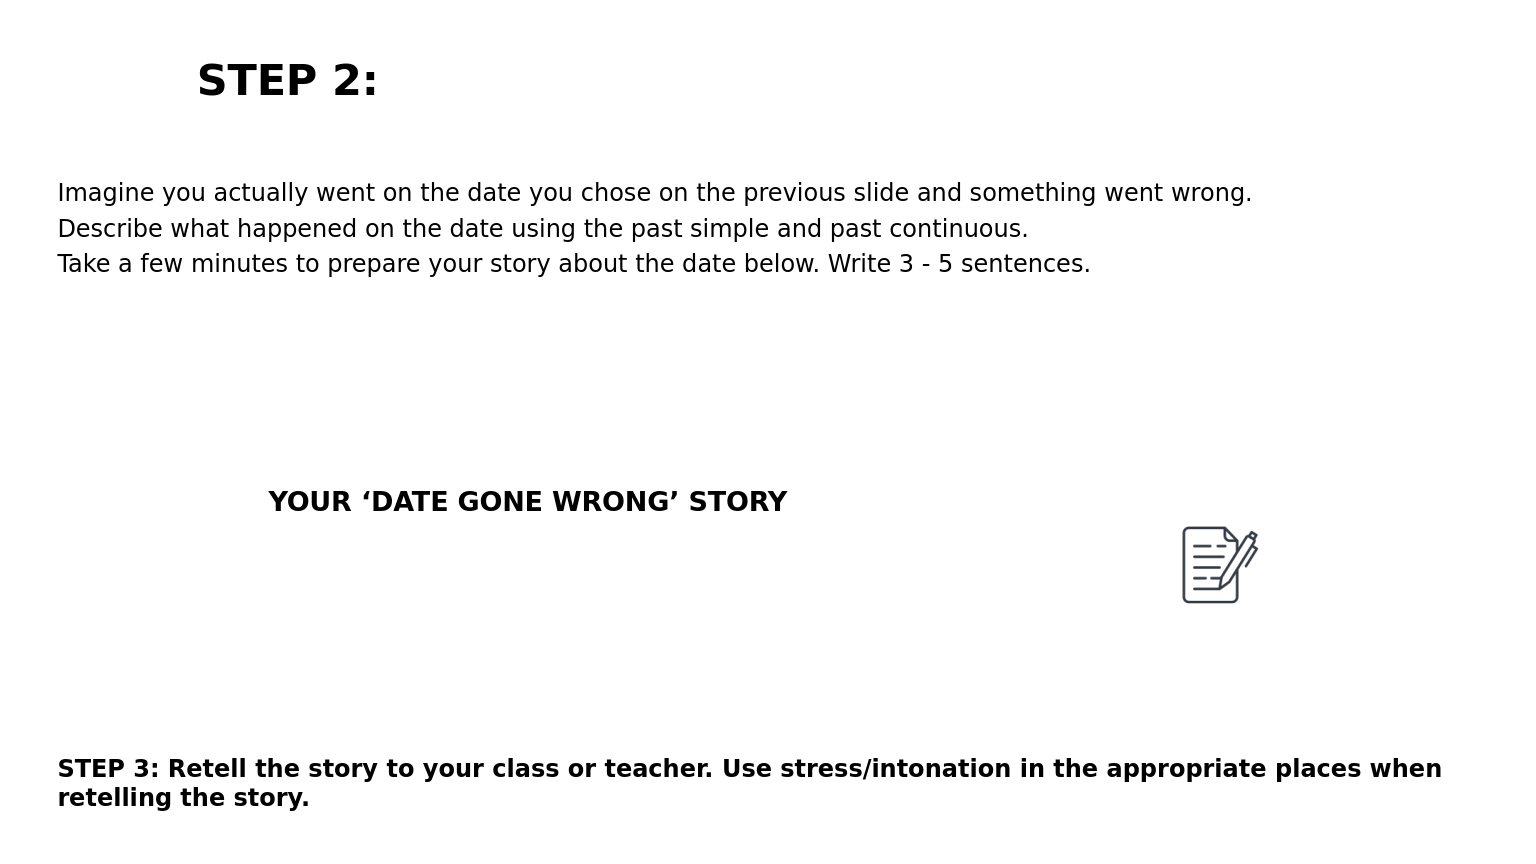 STEP 2:
Imagine you actually went on the date you chose on the previous slide and something went wrong.
Describe what happened on the date using the past simple and past continuous.
Take a few minutes to prepare your story about the date below. Write 3 - 5 sentences.
YOUR ‘DATE GONE WRONG’ STORY
STEP 3: Retell the story to your class or teacher. Use stress/intonation in the appropriate places when
retelling the story.